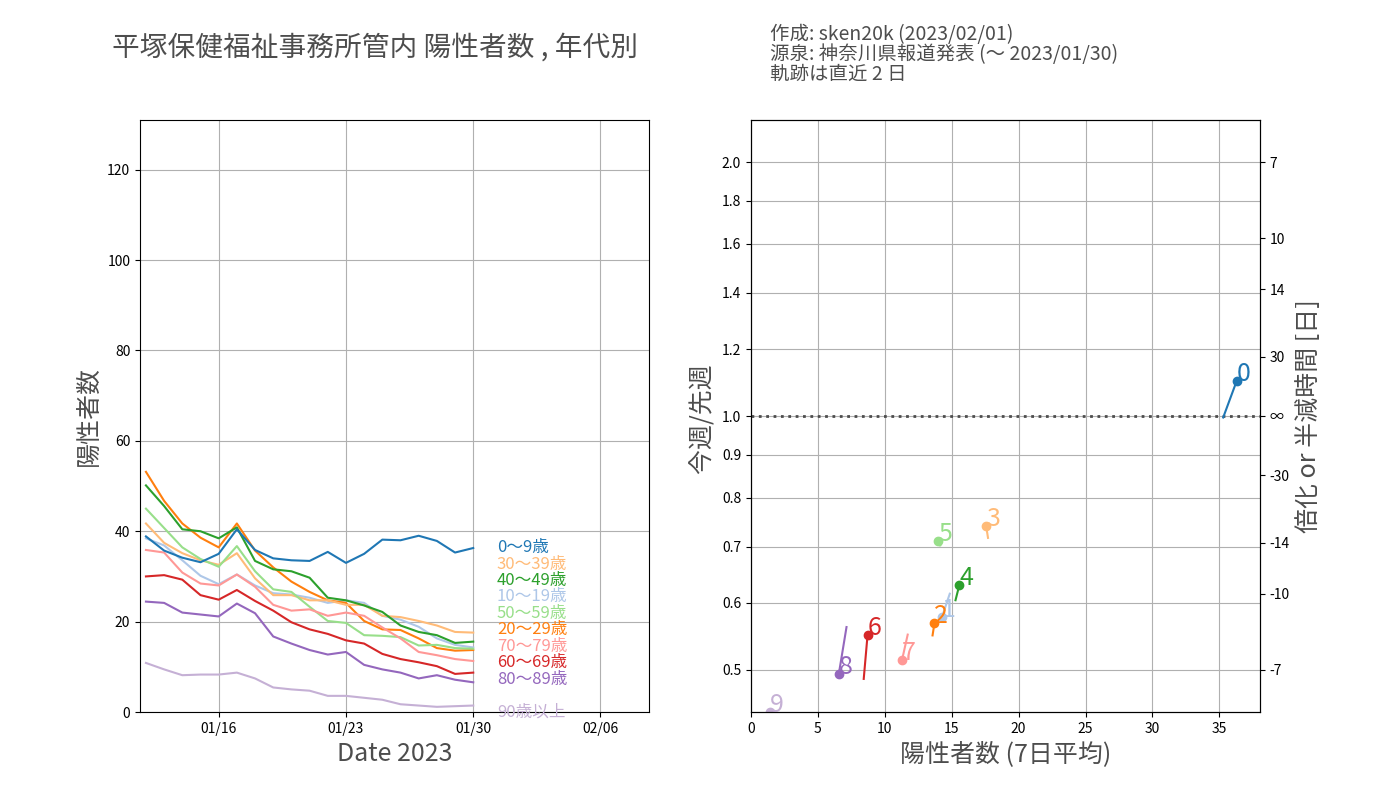 平塚保健福祉事務所管内 陽性者数 , 年代別
作成: sken20k (2023/02/01)
源泉: 神奈川県報道発表 (〜 2023/01/30)
軌跡は直近 2 日
陽性者数
120
100
80
60
40
20
0
01/16
01/23
01/30
02/06
Date 2023
0〜9歳
30〜39歳
40〜49歳
10〜19歳
50〜59歳
20〜29歳
70〜79歳
60〜69歳
80〜89歳
90歳以上
今週/先週
2.0
1.8
1.6
1.4
1.2
1.0
0.9
0.8
0.7
0.6
0.5
0
3
5
4
1
2
6
7
8
9
0
5
10
15
20
25
30
35
陽性者数 (7日平均)
7
10
14
30
∞
-30
-14
-10
-7
倍化 or 半減時間 [日]